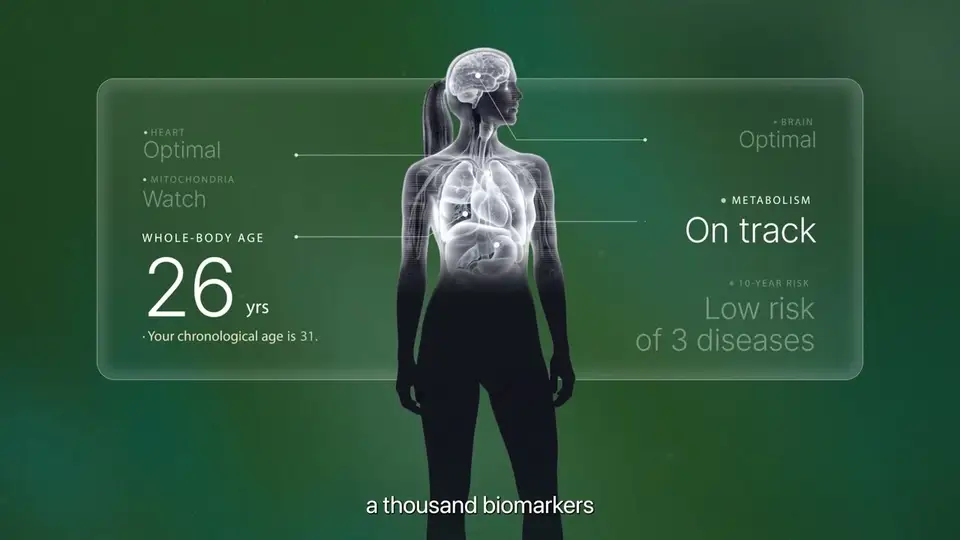 • HEART
Optimal
• MITOCHONDRIA
Watch
WHOLE-BODY AGE
26 yrs
· Your chronological age is 31.
• BRAIN
Optimal
• METABOLISM
On track
• 10-YEAR RISK
Low risk
of 3 diseases
a thousand biomarkers